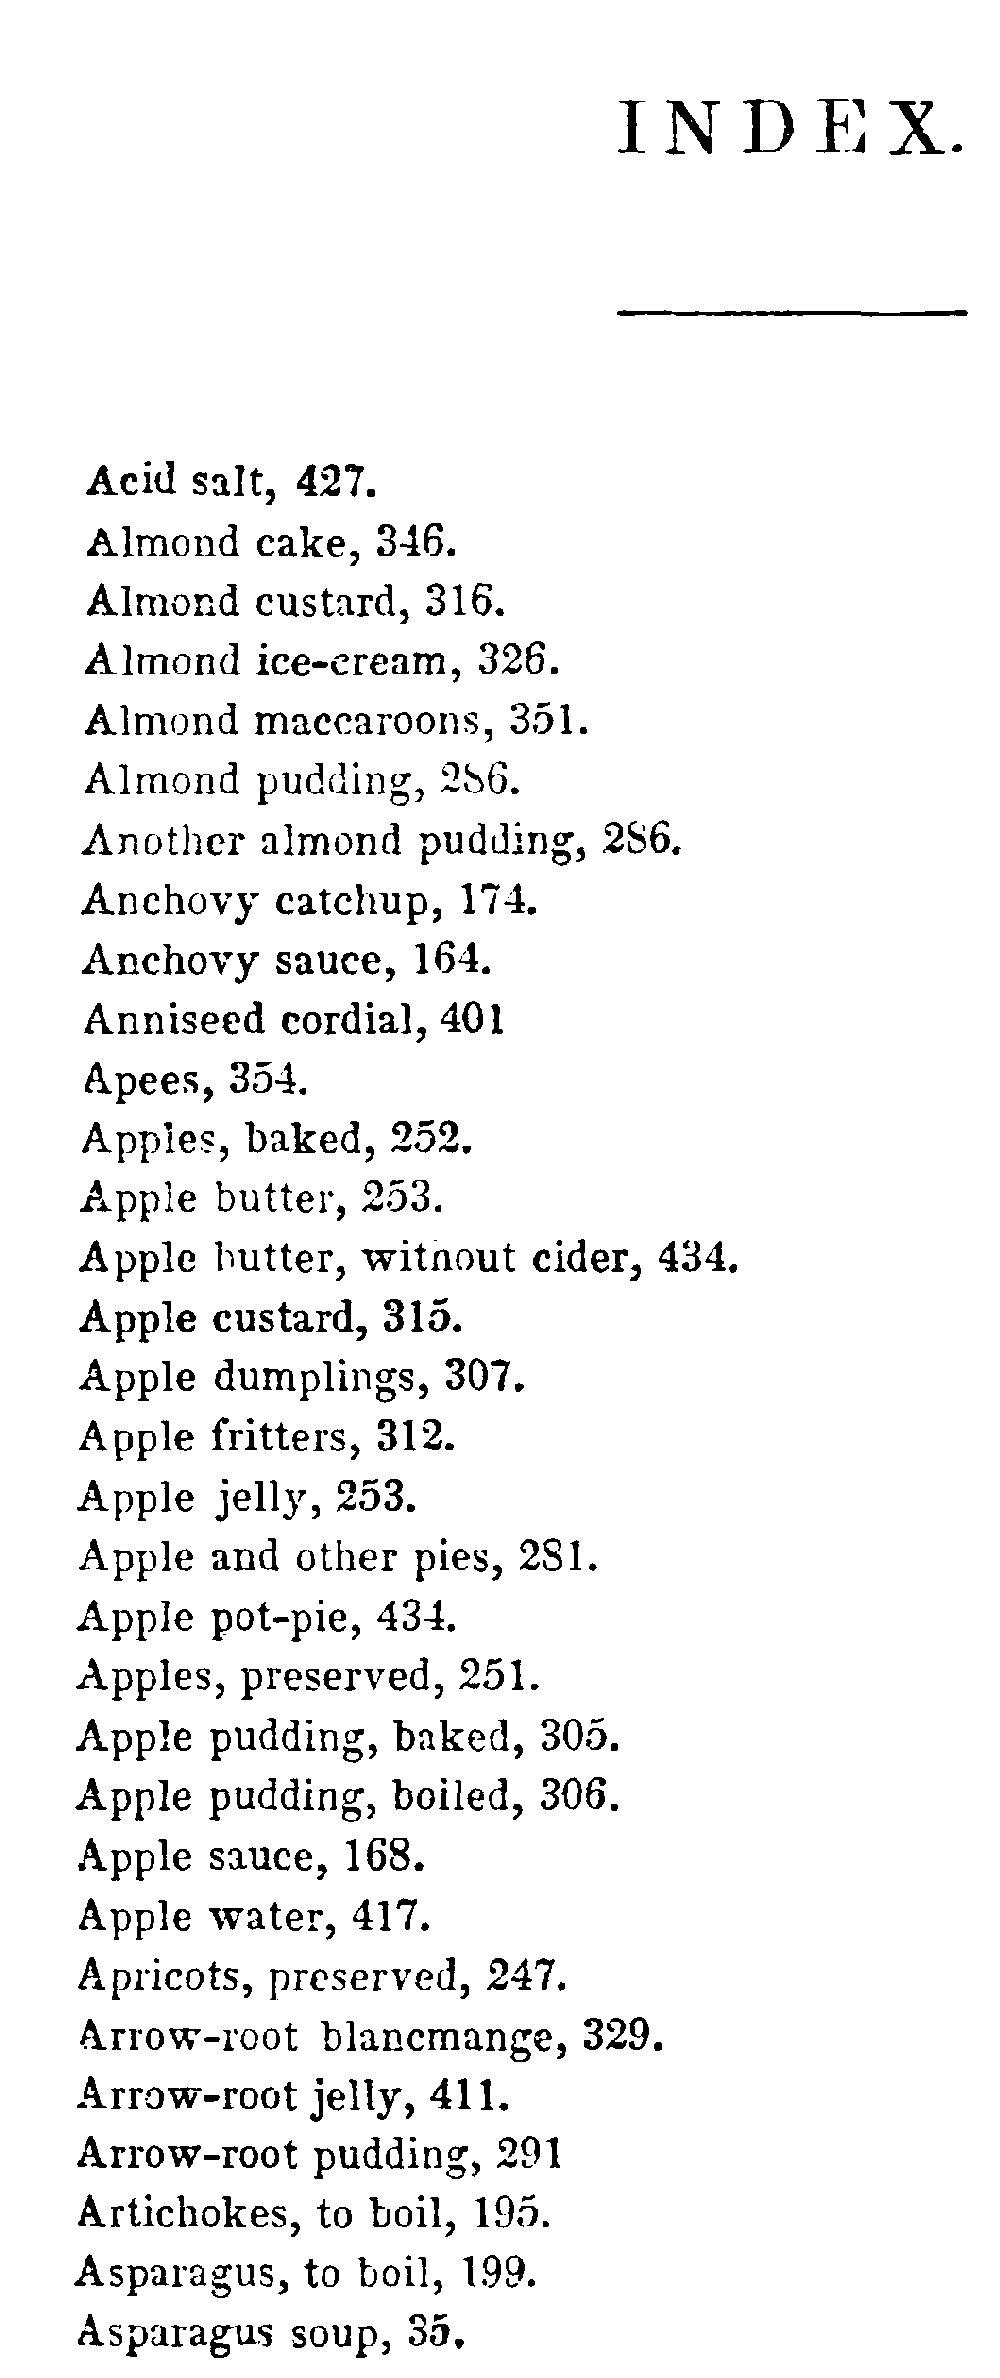 INDEX.
Acid salt, 427.
Almond cake, 346.
Almond custard, 316.
Almond ice-cream, 326.
Almond maccaroons, 351.
Almond pudding, 286.
Another almond pudding, 286.
Anchovy catchup, 174.
Anchovy sauce, 164.
Anniseed cordial, 401
Apees, 354.
Apples, baked, 252.
Apple butter, 253.
Apple butter, without cider, 434.
Apple custard, 315.
Apple dumplings, 307.
Apple fritters, 312.
Apple jelly, 253.
Apple and other pies, 281.
Apple pot-pie, 434.
Apples, preserved, 251.
Apple pudding, baked, 305.
Apple pudding, boiled, 306.
Apple sauce, 168.
Apple water, 417.
Apricots, preserved, 247.
Arrow-root blancmange, 329.
Arrow-root jelly, 411.
Arrow-root pudding, 291
Artichokes, to boil, 195.
Asparagus, to boil, 199.
Asparagus soup, 35.